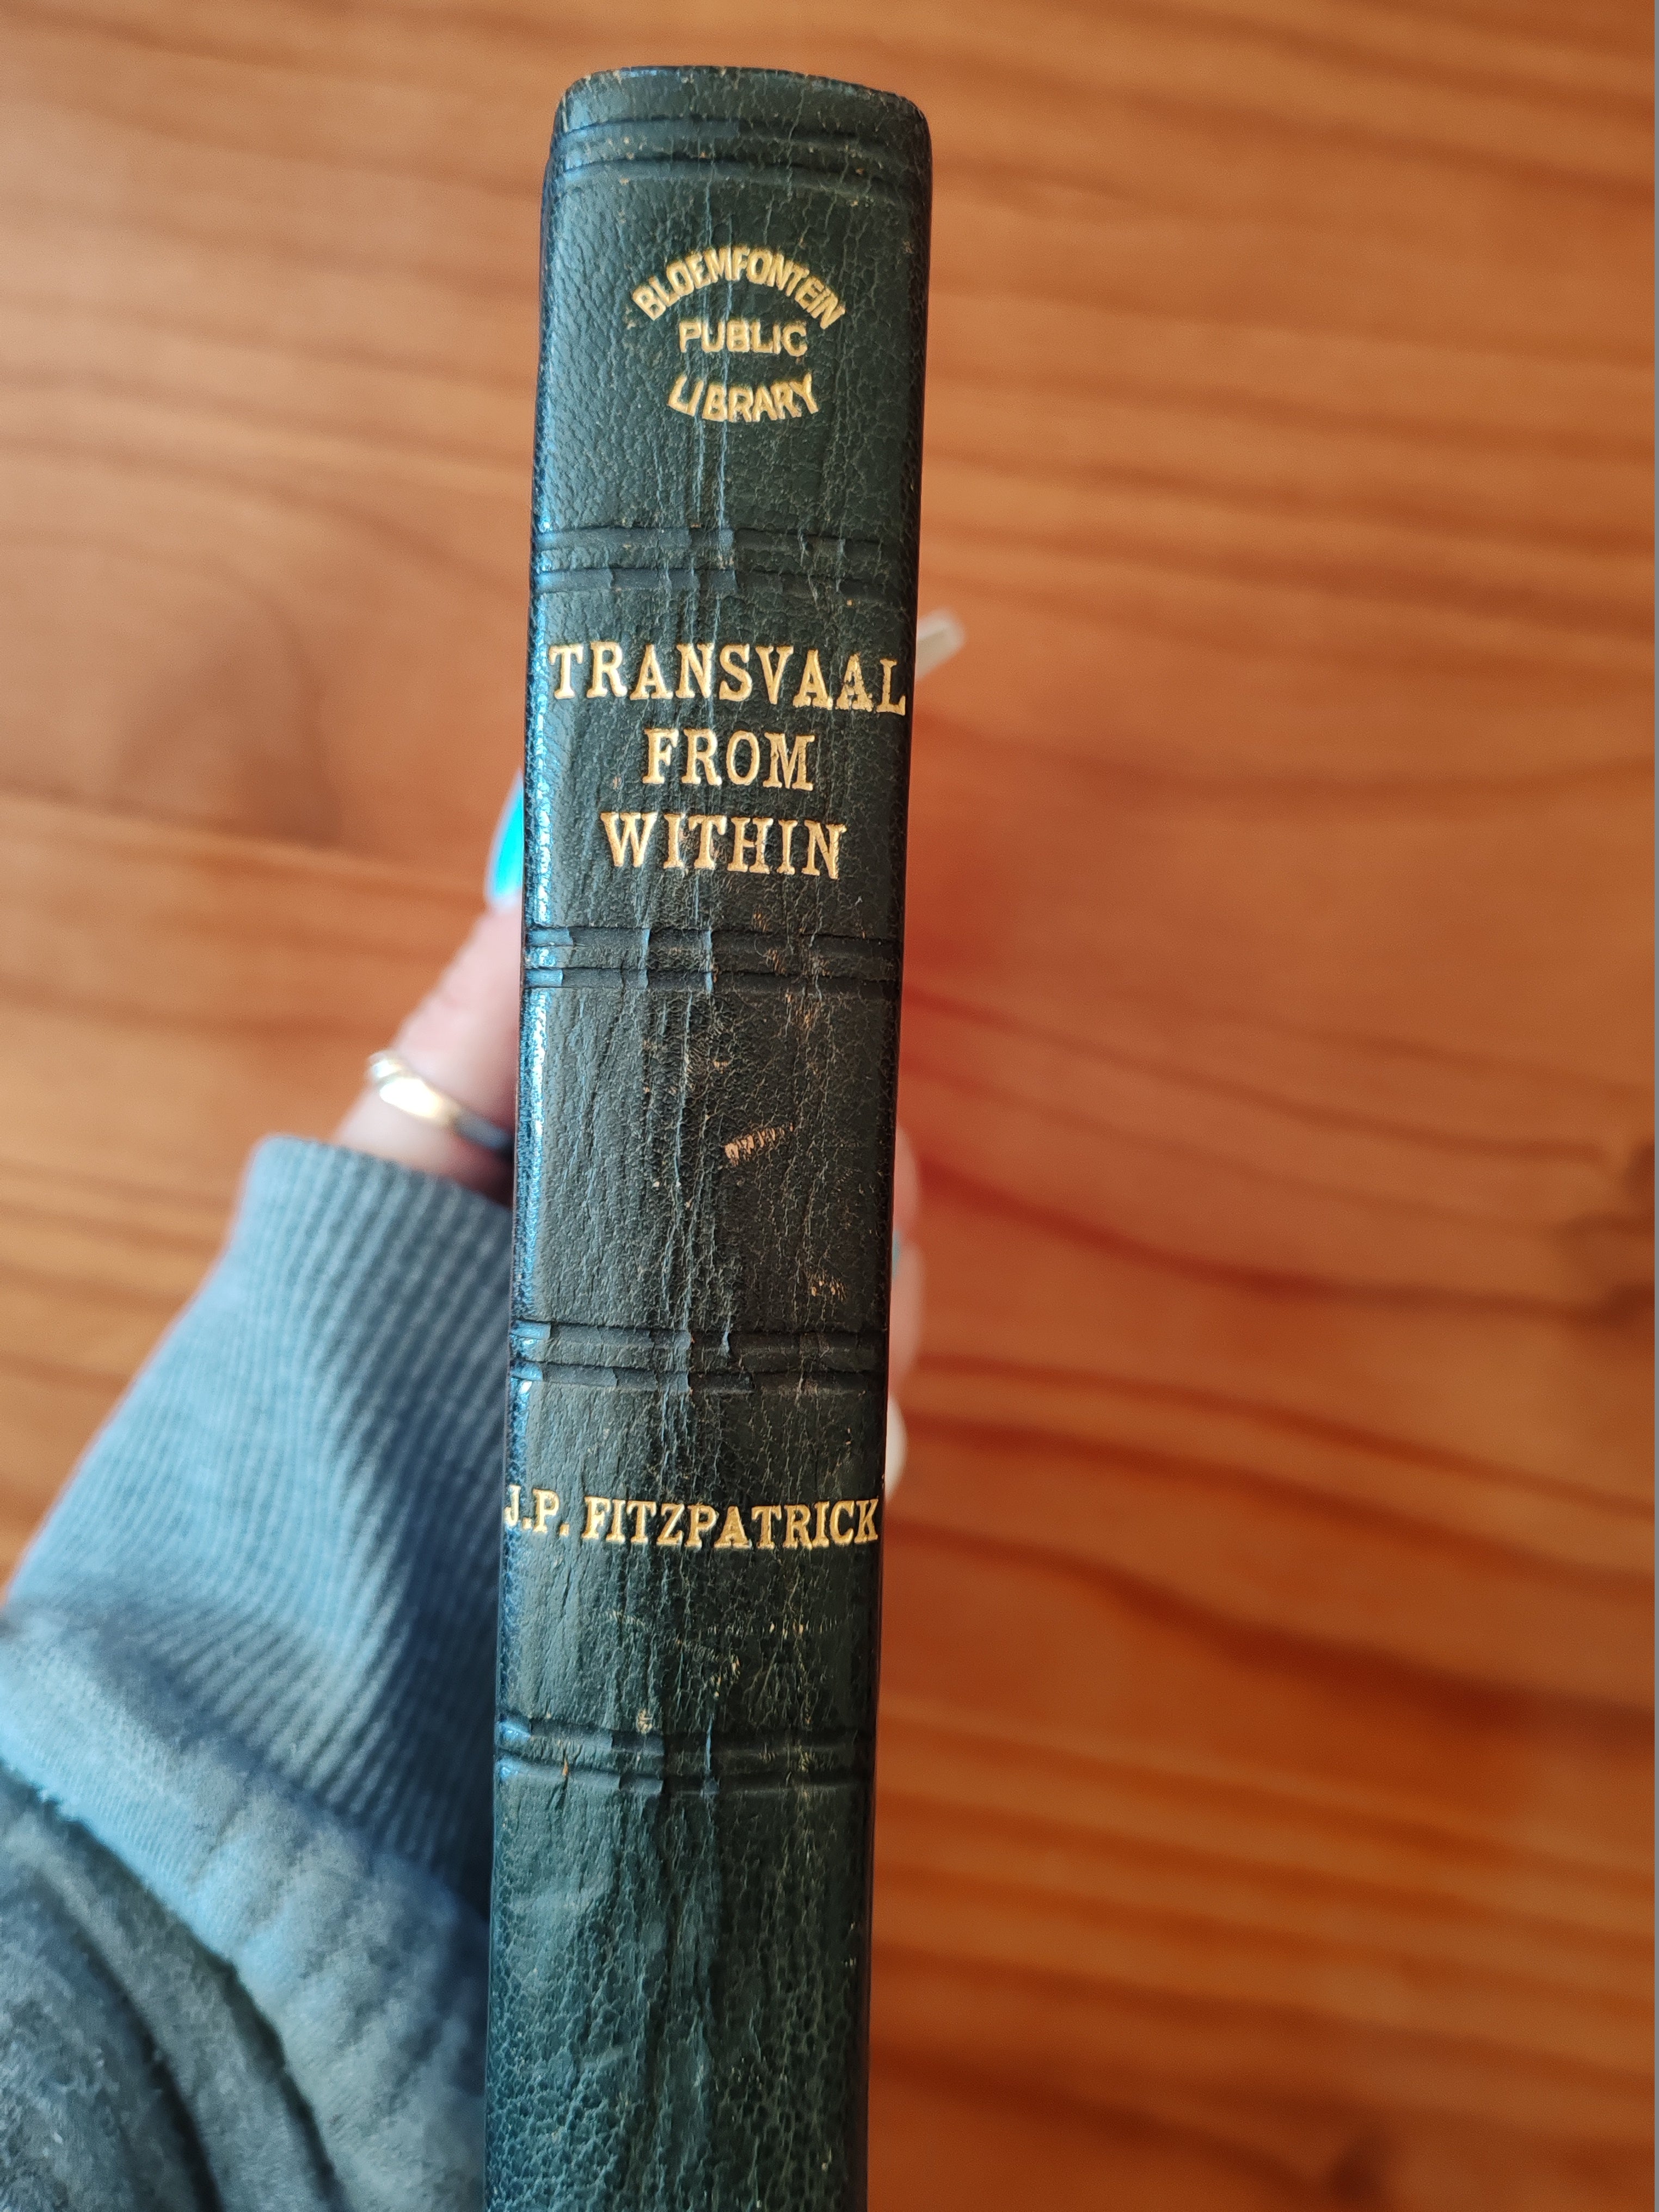 BLOEMFONTEIN
PUBLIC
LIBRARY
TRANSVAAL
FROM
WITHIN
J.P. FITZPATRICK